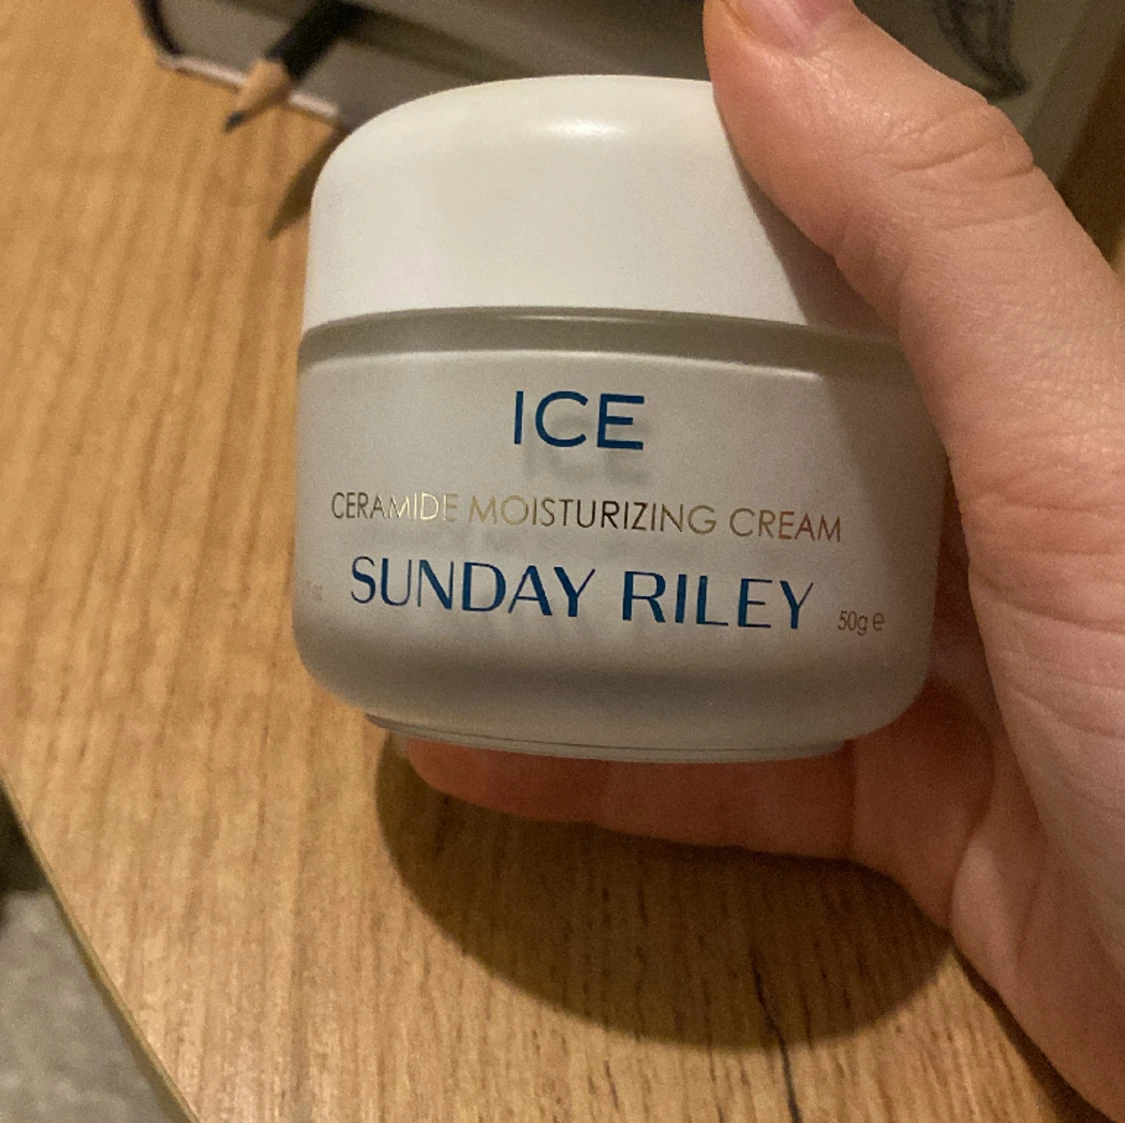 ICE
CERAMIDE MOISTURIZING CREAM
SUNDAY RILEY
50g e